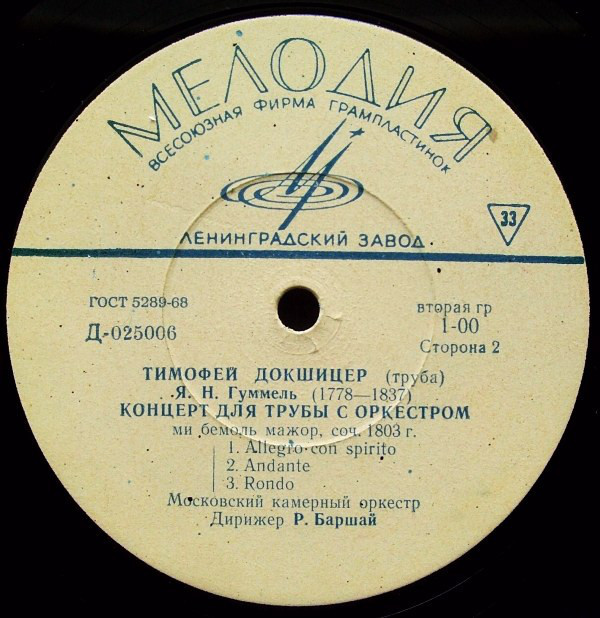 МЕЛОДИЯ
ВСЕСОЮЗНАЯ ФИРМА ГРАМПЛАСТИНОК
33
ЛЕНИНГРАДСКИЙ ЗАВОД.
ГОСТ 5289-68
Д-025006
вторая гр
1-00
Сторона 2
ТИМОФЕЙ ДОКШИЦЕР (труба)
Я. Н. Гуммель (1778—1837)
КОНЦЕРТ ДЛЯ ТРУБЫ С ОРКЕСТРОМ
ми бемоль мажор, соч. 1803 г.
1. Allegro con spirito
2. Andante
3. Rondo
Московский камерный оркестр
Дирижер Р. Баршай